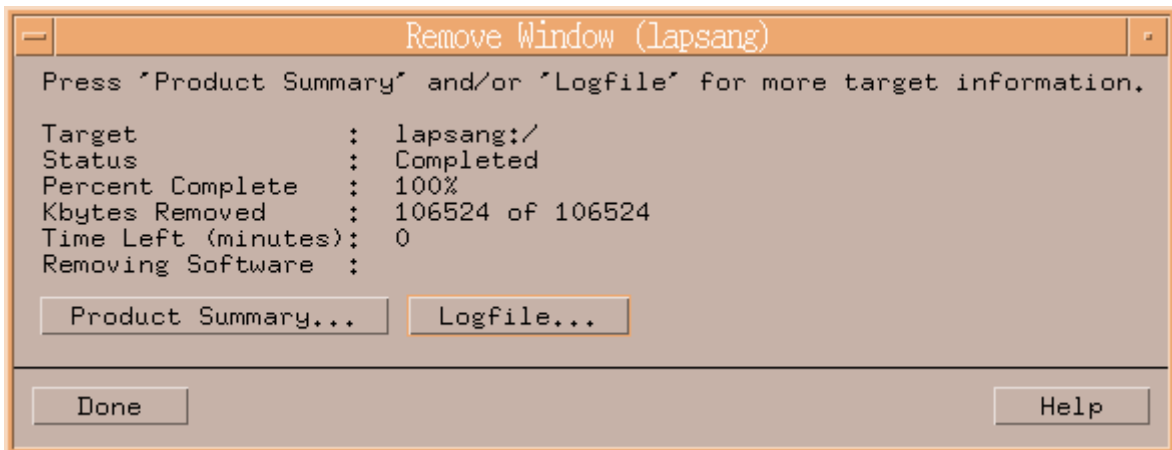 Remove Window (lapsang)
Press ´Product Summary´ and/or ´Logfile´ for more target information.
Target : lapsang:/
Status : Completed
Percent Complete : 100%
Kbytes Removed : 106524 of 106524
Time Left (minutes): 0
Removing Software :
Product Summary... Logfile...
Done Help